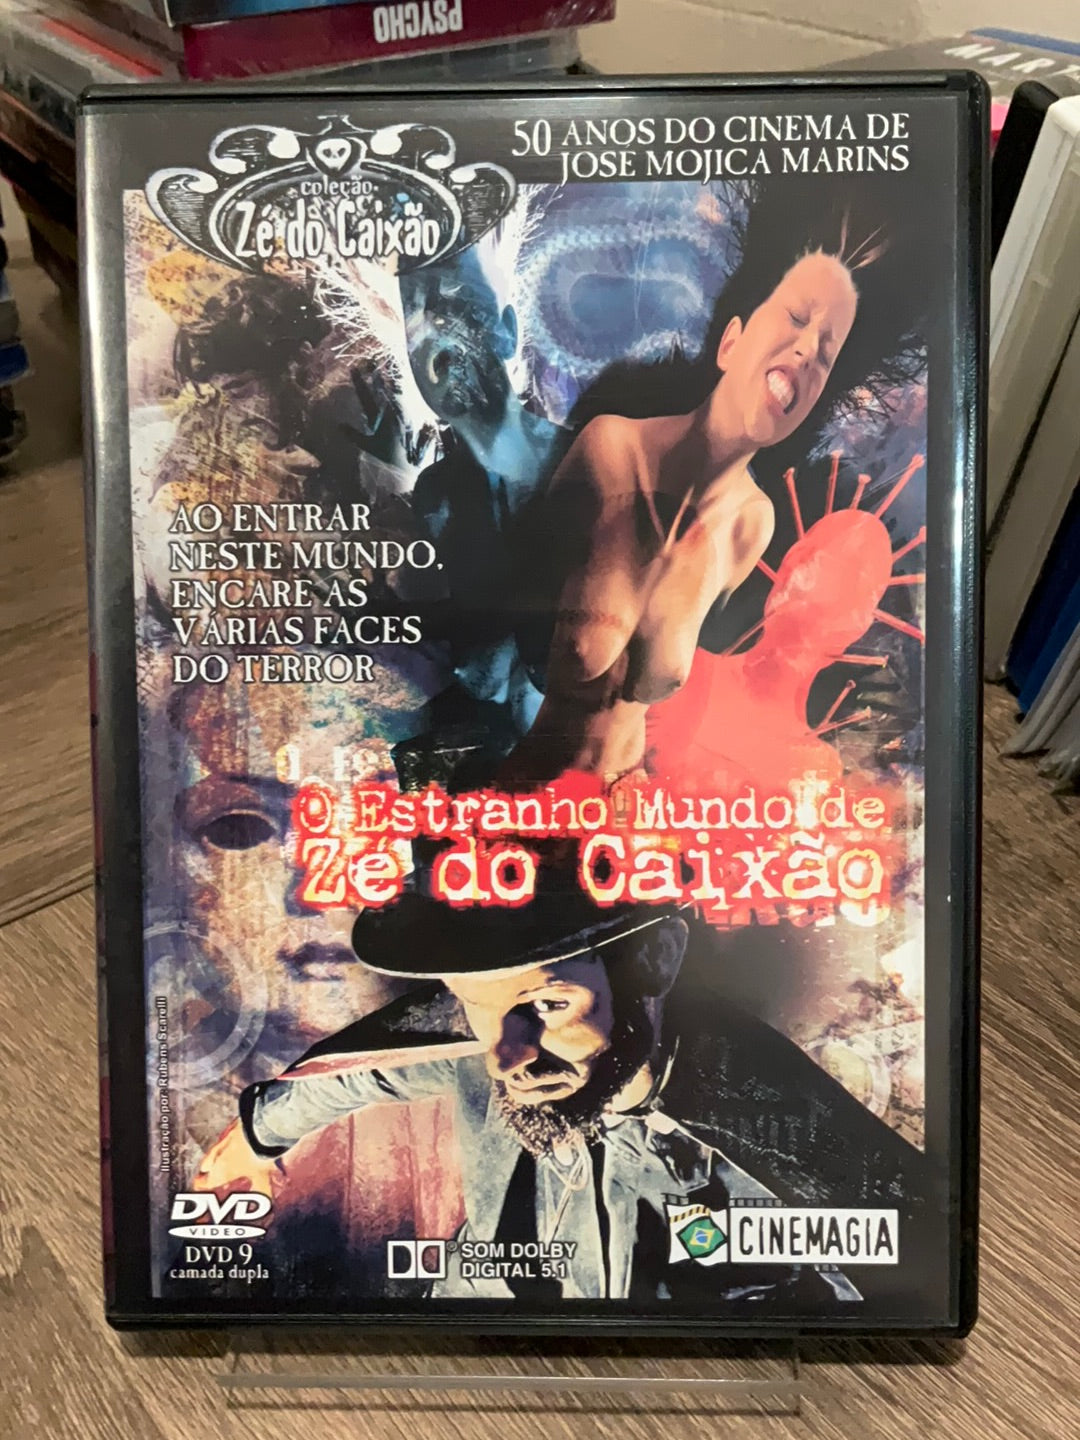 PSYCHO
MAR
coleção
Zé do Caixão
50 ANOS DO CINEMA DE
JOSÉ MOJICA MARINS
AO ENTRAR
NESTE MUNDO,
ENCARE AS
VÁRIAS FACES
DO TERROR
O Estranho Mundo de
Zé do Caixão
Ilustração por: Rubens Scarelli
DVD
VIDEO
DVD 9
camada dupla
® SOM DOLBY
DIGITAL 5.1
CINEMAGIA